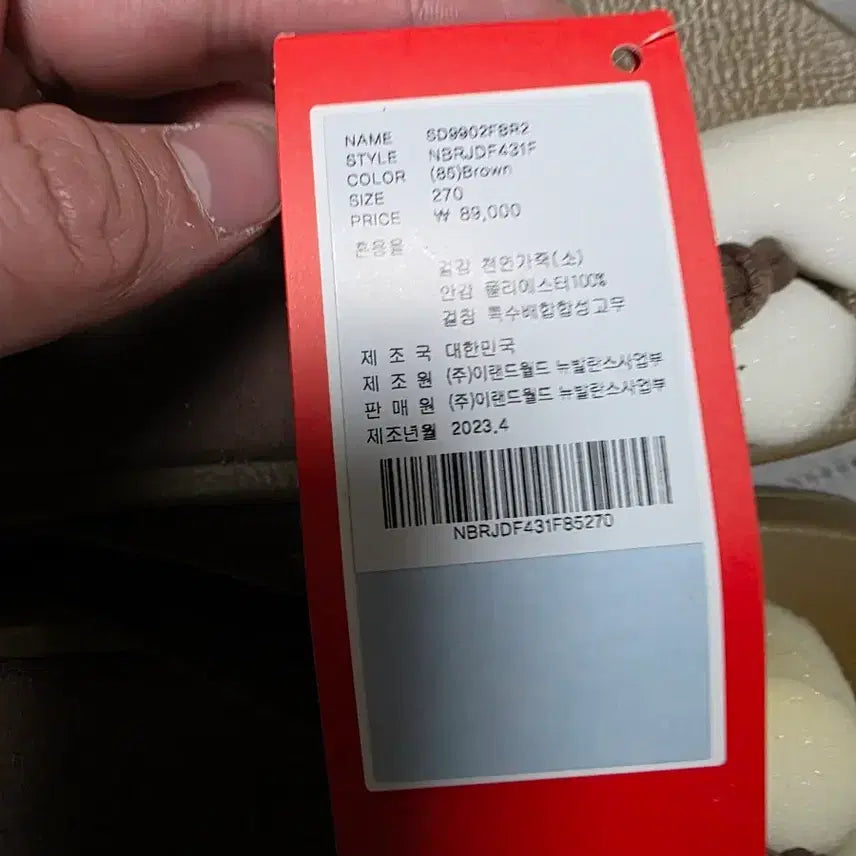 NAME SD9902FBR2
STYLE NBRJDF431F
COLOR (85)Brown
SIZE 270
PRICE ₩ 89,000
혼용율
겉감 천연가죽(소)
안감 폴리에스터100%
겉창 특수배합합성고무
제조국 대한민국
제조원 (주)이랜드월드 뉴발란스사업부
판매원 (주)이랜드월드 뉴발란스사업부
제조년월 2023.4
NBRJDF431F85270